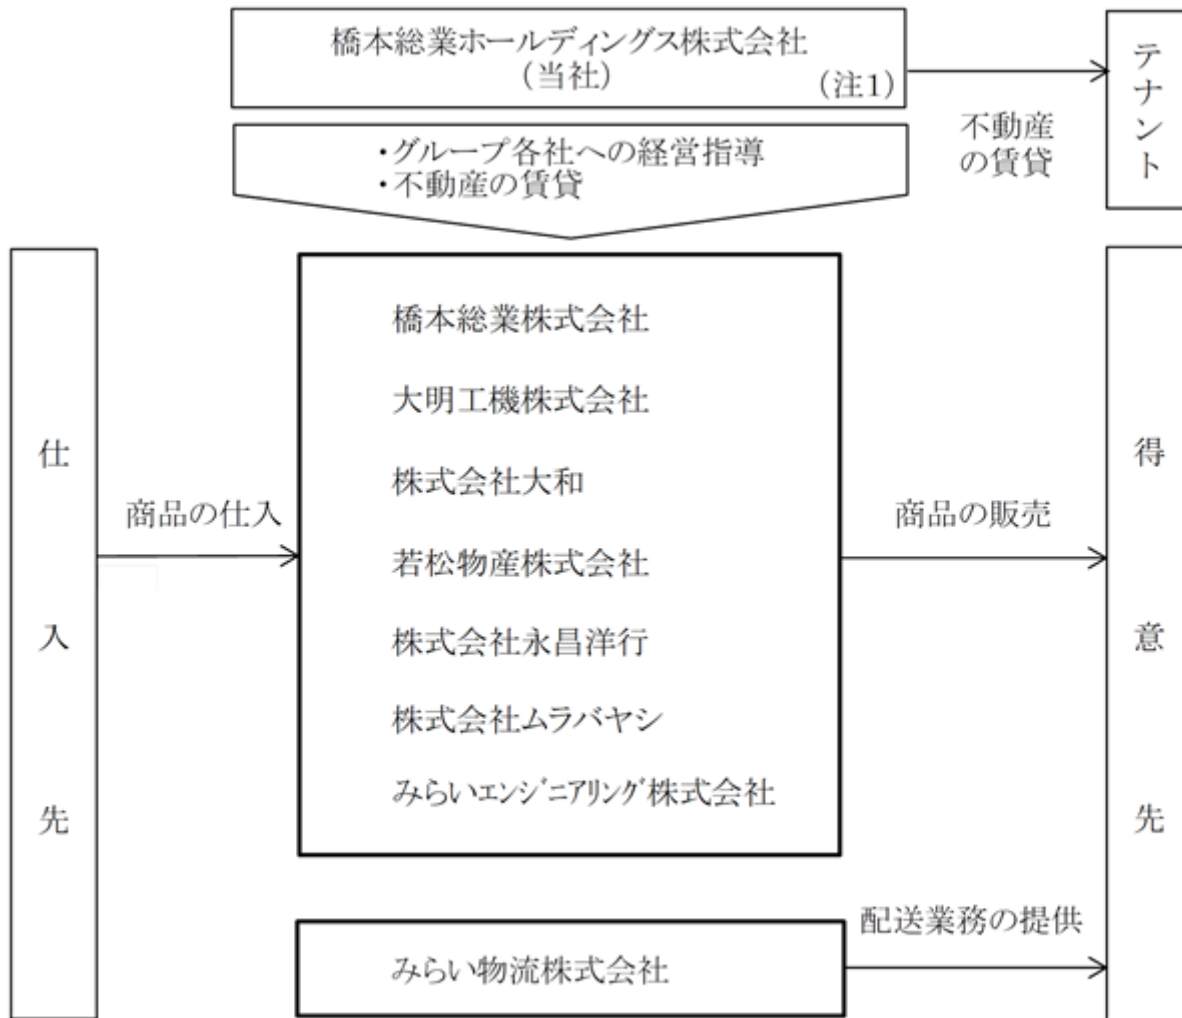 橋本総業ホールディングス株式会社
（当社）
（注1）
テナント
不動産
の賃貸
・グループ各社への経営指導
・不動産の賃貸
仕入先
商品の仕入
橋本総業株式会社
大明工機株式会社
株式会社大和
若松物産株式会社
株式会社永昌洋行
株式会社ムラバヤシ
みらいｴﾝｼﾞﾆｱﾘﾝｸﾞ株式会社
商品の販売
得意先
みらい物流株式会社
配送業務の提供